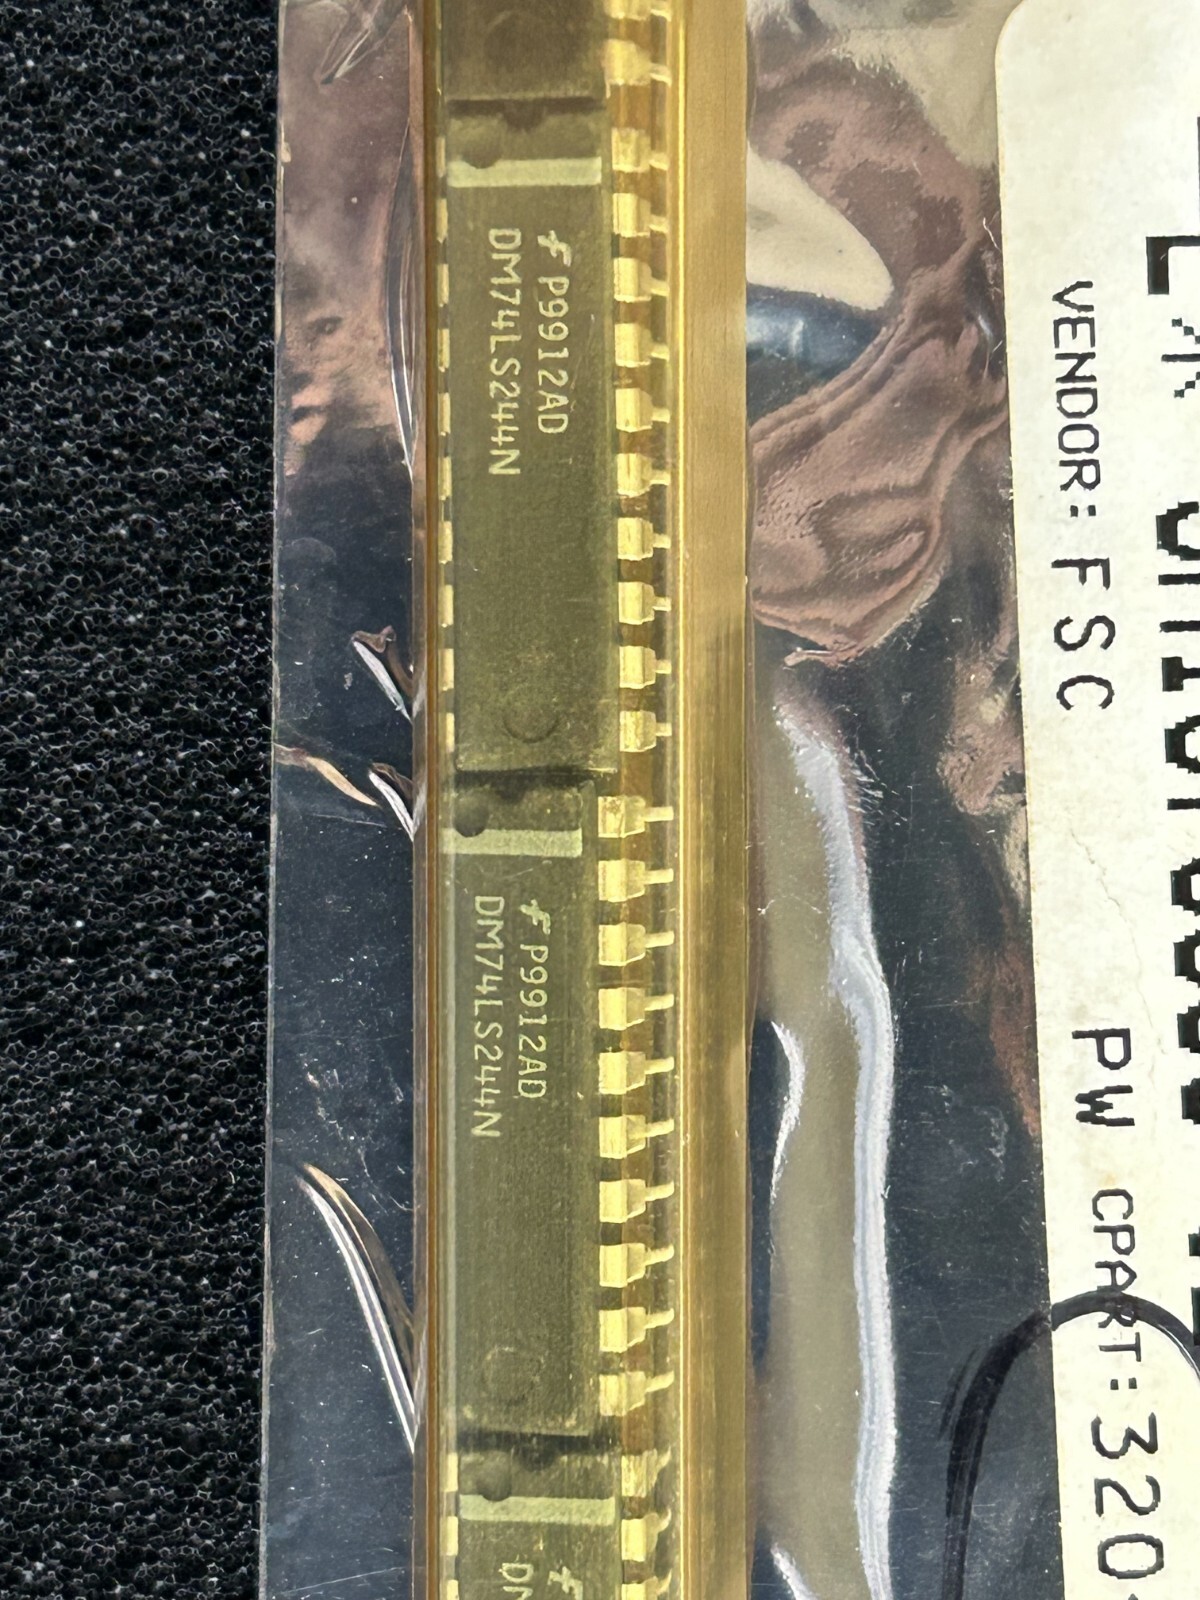 P9912AD
DM74LS244N
P9912AD
DM74LS244N
VENDOR: FSC
PW CPART: 320-